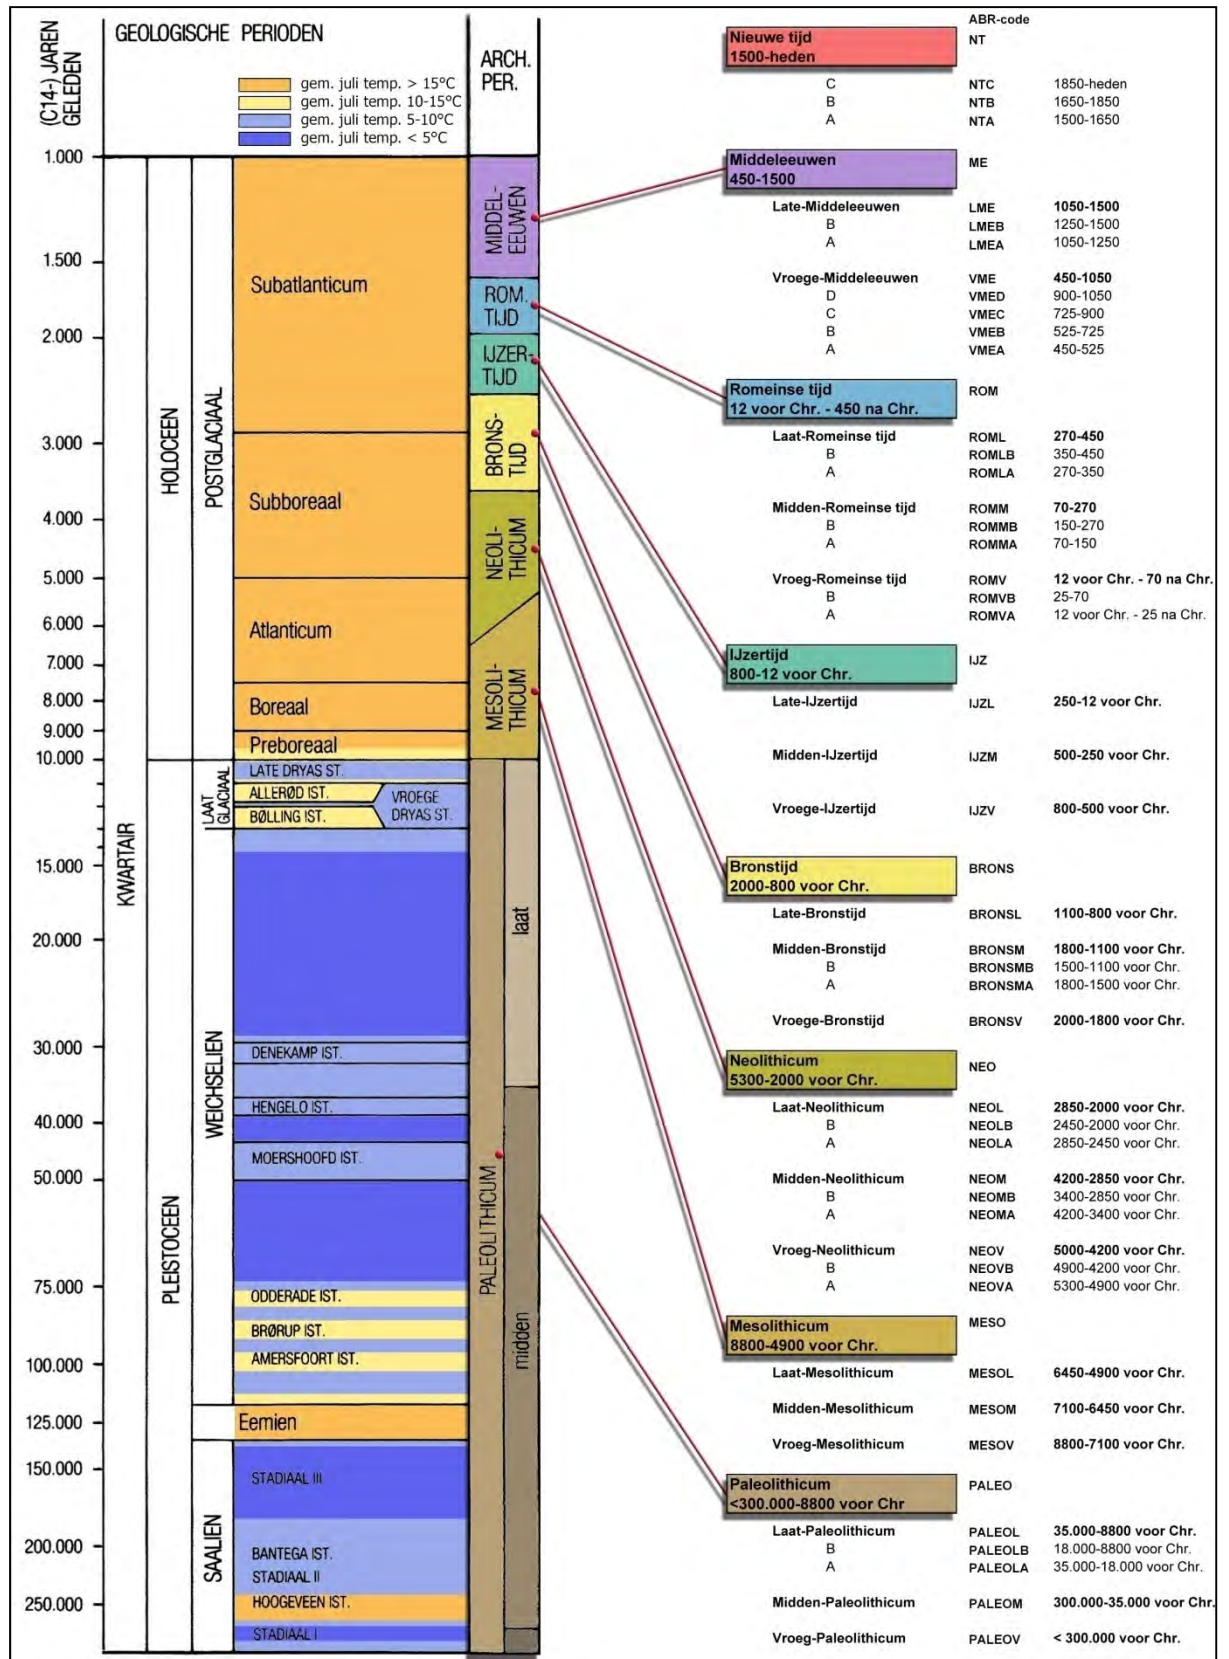 (C14-) JAREN
GELEDEN
GEOLOGISCHE PERIODEN
gem. juli temp. > 15°C
gem. juli temp. 10-15°C
gem. juli temp. 5-10°C
gem. juli temp. < 5°C
ARCH.
PER.
1.000
1.500
2.000
3.000
4.000
5.000
6.000
7.000
8.000
9.000
10.000
15.000
20.000
30.000
40.000
50.000
75.000
100.000
125.000
150.000
200.000
250.000
KWARTAIR
HOLOCEEN
PLEISTOCEEN
POSTGLACIAAL
LAAT
GLACIAAL
WEICHSELIEN
SAALIEN
Subatlanticum
Subboreaal
Atlanticum
Boreaal
Preboreaal
LATE DRYAS ST.
ALLERØD IST.
VROEGE
DRYAS ST.
BØLLING IST.
DENEKAMP IST.
HENGELO IST.
MOERSHOOFD IST.
ODDERADE IST.
BRØRUP IST.
AMERSFOORT IST.
Eemien
STADIAAL III
BANTEGA IST.
STADIAAL II
HOOGEVEEN IST.
STADIAAL I
MIDDEL-
EEUWEN
ROM.
TIJD
IJZER-
TIJD
BRONS-
TIJD
NEOLI-
THICUM
MESOLI-
THICUM
PALEOLITHICUM
laat
midden
ABR-code
Nieuwe tijd NT
1500-heden
C NTC 1850-heden
B NTB 1650-1850
A NTA 1500-1650
Middeleeuwen ME
450-1500
Late-Middeleeuwen LME 1050-1500
B LMEB 1250-1500
A LMEA 1050-1250
Vroege-Middeleeuwen VME 450-1050
D VMED 900-1050
C VMEC 725-900
B VMEB 525-725
A VMEA 450-525
Romeinse tijd ROM
12 voor Chr. - 450 na Chr.
Laat-Romeinse tijd ROML 270-450
B ROMLB 350-450
A ROMLA 270-350
Midden-Romeinse tijd ROMM 70-270
B ROMMB 150-270
A ROMMA 70-150
Vroeg-Romeinse tijd ROMV 12 voor Chr. - 70 na Chr.
B ROMVB 25-70
A ROMVA 12 voor Chr. - 25 na Chr.
IJzertijd IJZ
800-12 voor Chr.
Late-IJzertijd IJZL 250-12 voor Chr.
Midden-IJzertijd IJZM 500-250 voor Chr.
Vroege-IJzertijd IJZV 800-500 voor Chr.
Bronstijd BRONS
2000-800 voor Chr.
Late-Bronstijd BRONSL 1100-800 voor Chr.
Midden-Bronstijd BRONSM 1800-1100 voor Chr.
B BRONSMB 1500-1100 voor Chr.
A BRONSMA 1800-1500 voor Chr.
Vroege-Bronstijd BRONSV 2000-1800 voor Chr.
Neolithicum NEO
5300-2000 voor Chr.
Laat-Neolithicum NEOL 2850-2000 voor Chr.
B NEOLB 2450-2000 voor Chr.
A NEOLA 2850-2450 voor Chr.
Midden-Neolithicum NEOM 4200-2850 voor Chr.
B NEOMB 3400-2850 voor Chr.
A NEOMA 4200-3400 voor Chr.
Vroeg-Neolithicum NEOV 5000-4200 voor Chr.
B NEOVB 4900-4200 voor Chr.
A NEOVA 5300-4900 voor Chr.
Mesolithicum MESO
8800-4900 voor Chr.
Laat-Mesolithicum MESOL 6450-4900 voor Chr.
Midden-Mesolithicum MESOM 7100-6450 voor Chr.
Vroeg-Mesolithicum MESOV 8800-7100 voor Chr.
Paleolithicum PALEO
<300.000-8800 voor Chr
Laat-Paleolithicum PALEOL 35.000-8800 voor Chr.
B PALEOLB 18.000-8800 voor Chr.
A PALEOLA 35.000-18.000 voor Chr.
Midden-Paleolithicum PALEOM 300.000-35.000 voor Chr.
Vroeg-Paleolithicum PALEOV < 300.000 voor Chr.